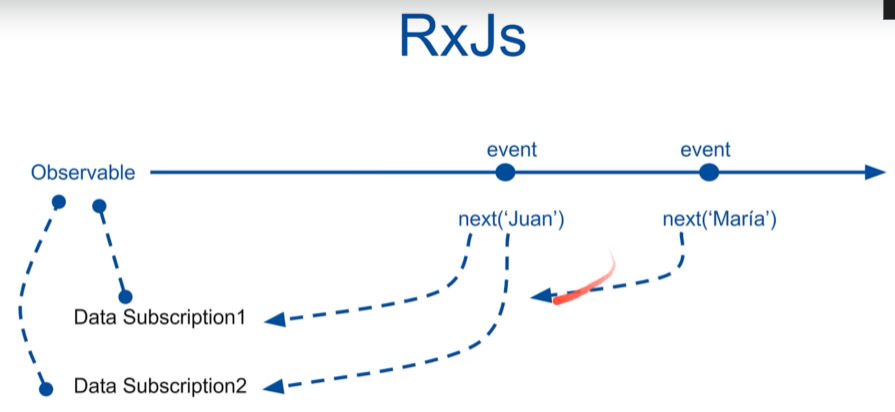 RxJs
event
event
Observable
next(‘Juan’)
next(‘María’)
Data Subscription1
Data Subscription2